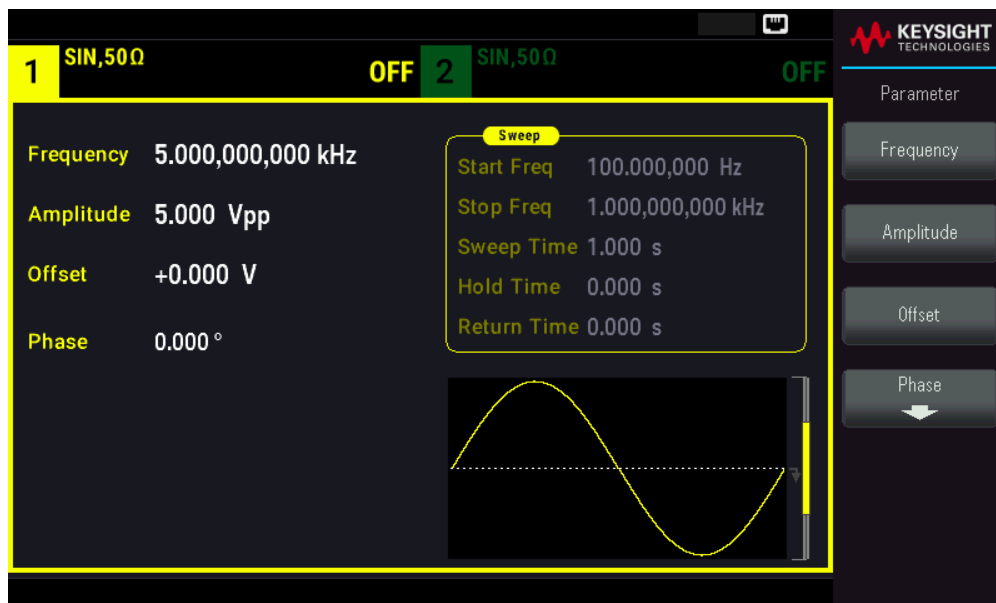 1 SIN,50Ω OFF 2 SIN,50Ω OFF
Frequency 5.000,000,000 kHz
Amplitude 5.000 Vpp
Offset +0.000 V
Phase 0.000 °
Sweep
Start Freq 100.000,000 Hz
Stop Freq 1.000,000,000 kHz
Sweep Time 1.000 s
Hold Time 0.000 s
Return Time 0.000 s
KEYSIGHT
TECHNOLOGIES
Parameter
Frequency
Amplitude
Offset
Phase